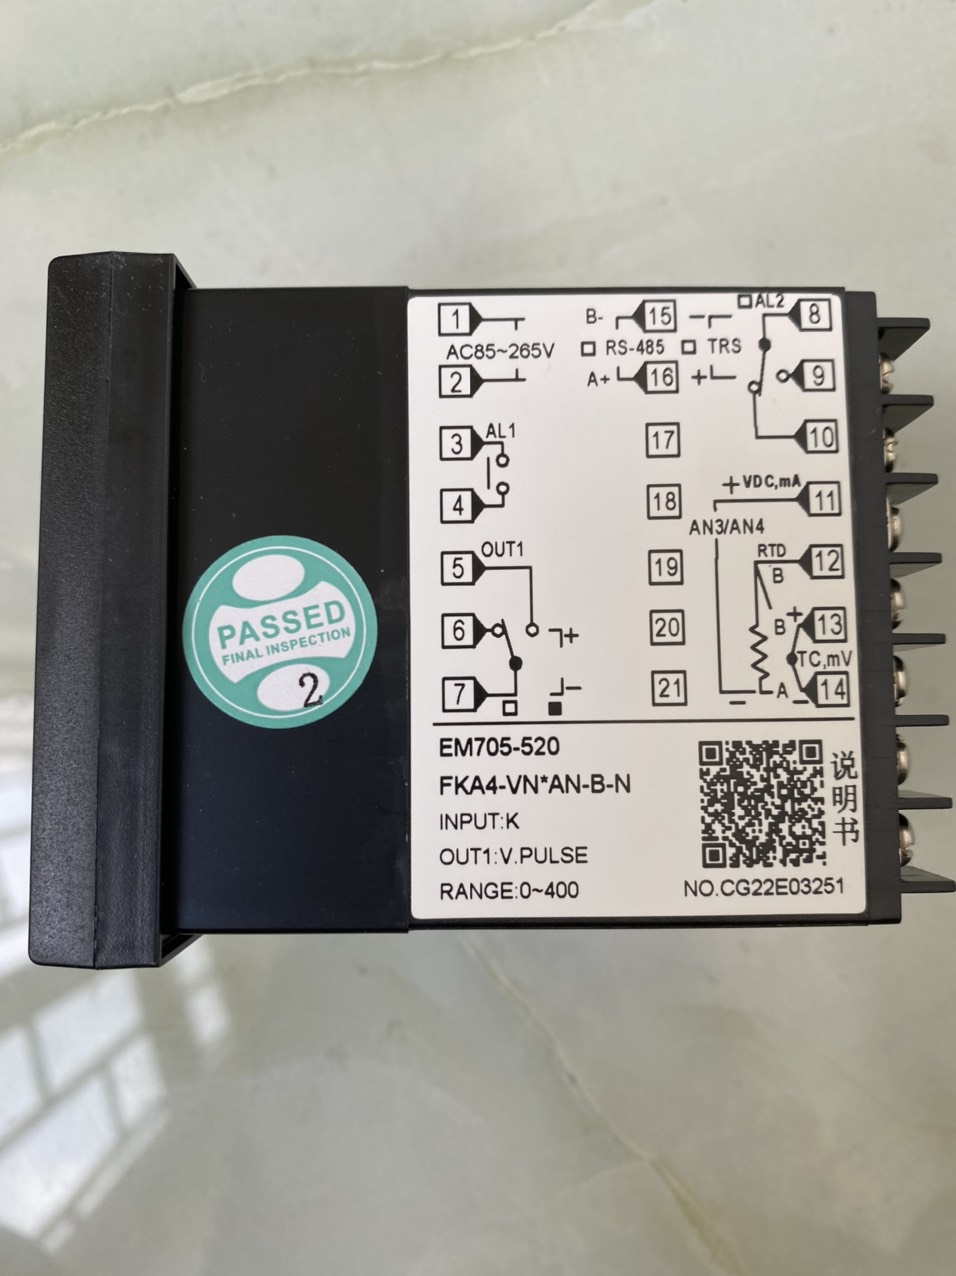 PASSED
FINAL INSPECTION
2
1
AC85~265V
2
3 AL1
4
5 OUT1
6 +
7 −
B- 15 −
RS-485 TRS
A+ 16 +
17
18
19
20
21
AL2 8
9
10
+ VDC,mA 11
AN3/AN4
RTD 12
B
B + 13
TC,mV
− A − 14
EM705-520
FKA4-VN*AN-B-N
INPUT:K
OUT1:V.PULSE
RANGE:0~400
说明书
NO.CG22E03251